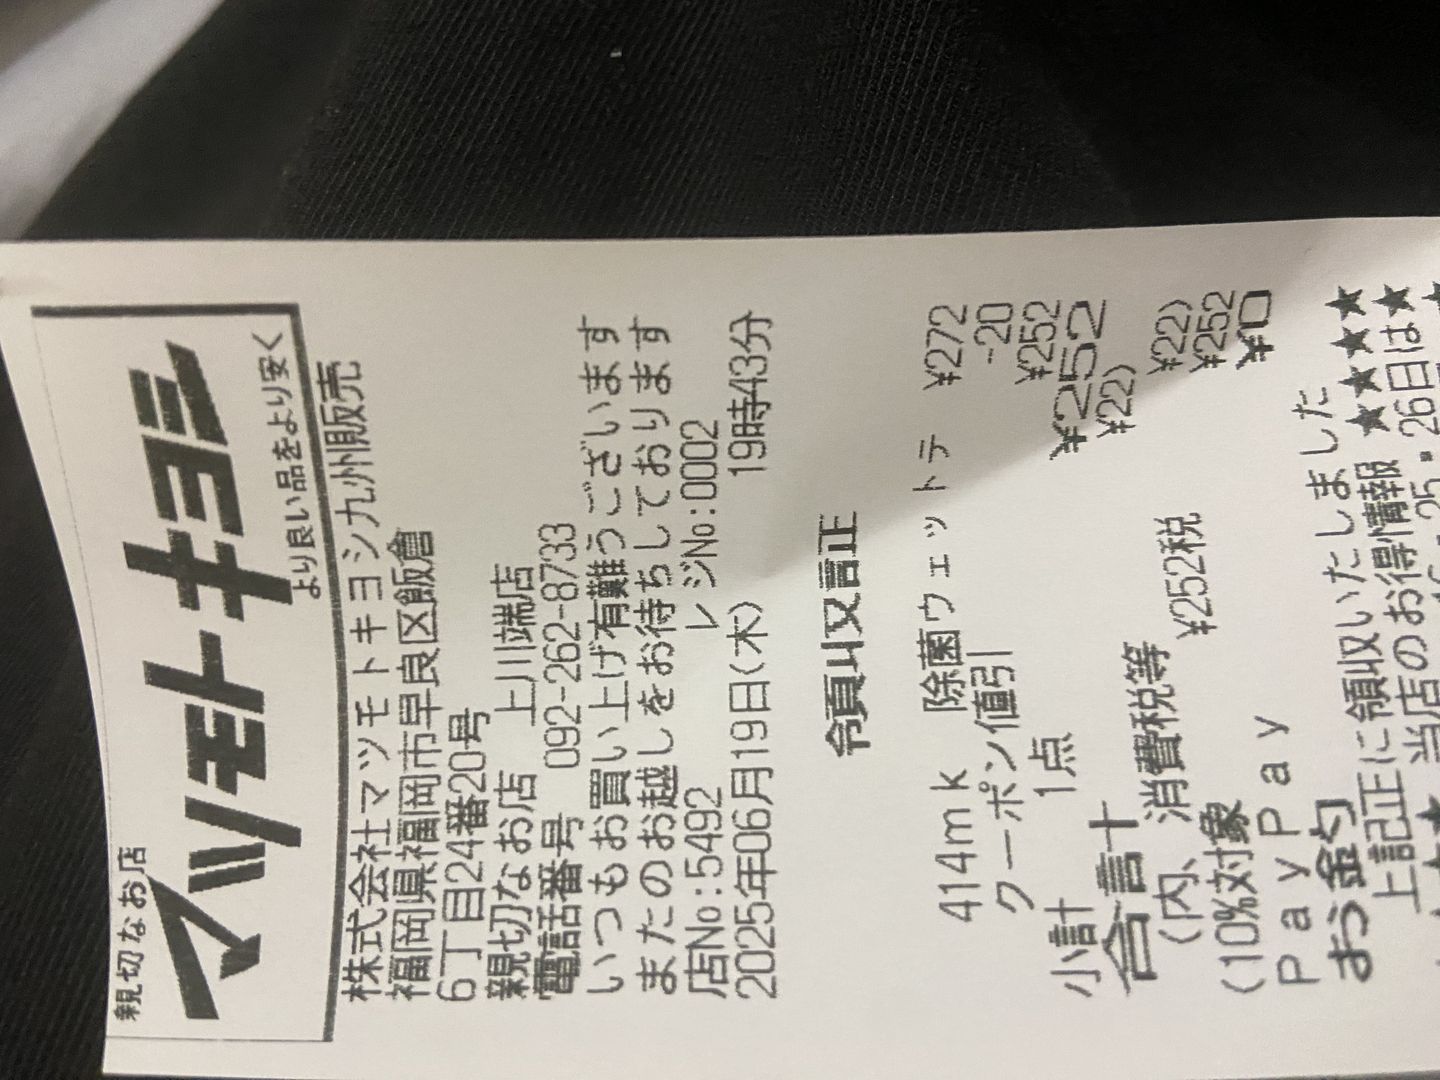 親切なお店
マツモトキヨシ
より良い品をより安く
株式会社マツモトキヨシ九州販売
福岡県福岡市早良区飯倉
6丁目24番20号
親切なお店 上川端店
電話番号 092-262-8733
いつもお買い上げ有難うございます
またのお越しをお待ちしております
店No:5492 レジNo:0002
2025年06月19日(木) 19時43分
領収証
414mk 除菌ウェットテ ¥272
クーポン値引 -20
小計 1点 ¥252
合計 ¥252
(内、消費税等 ¥22)
(10%対象 ¥252税 ¥22)
PayPay ¥252
お釣 ¥0
上記正に領収いたしました
★★ 当店のお得情報 ★★★★
25・26日は★